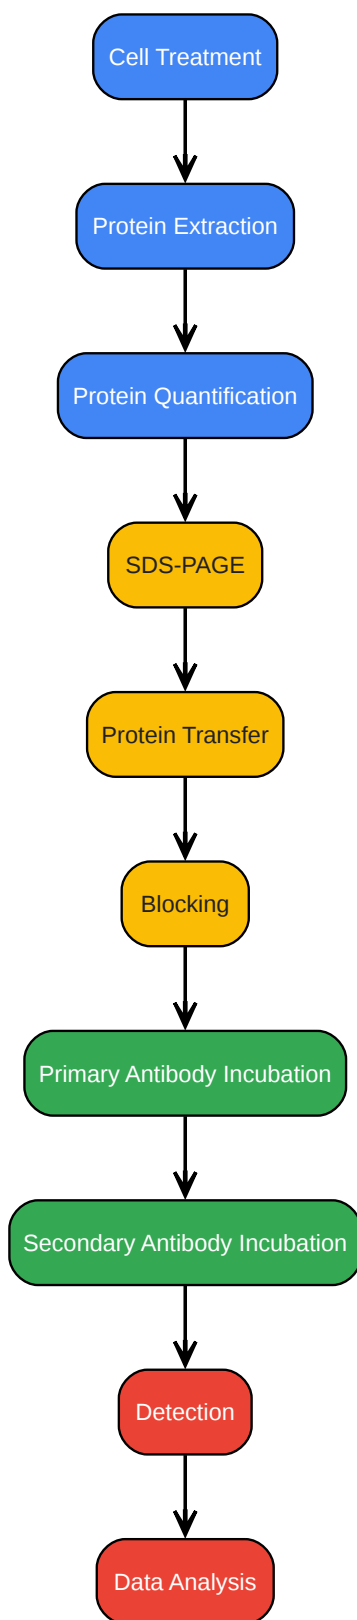 Cell Treatment
Protein Extraction
Protein Quantification
SDS-PAGE
Protein Transfer
Blocking
Primary Antibody Incubation
Secondary Antibody Incubation
Detection
Data Analysis